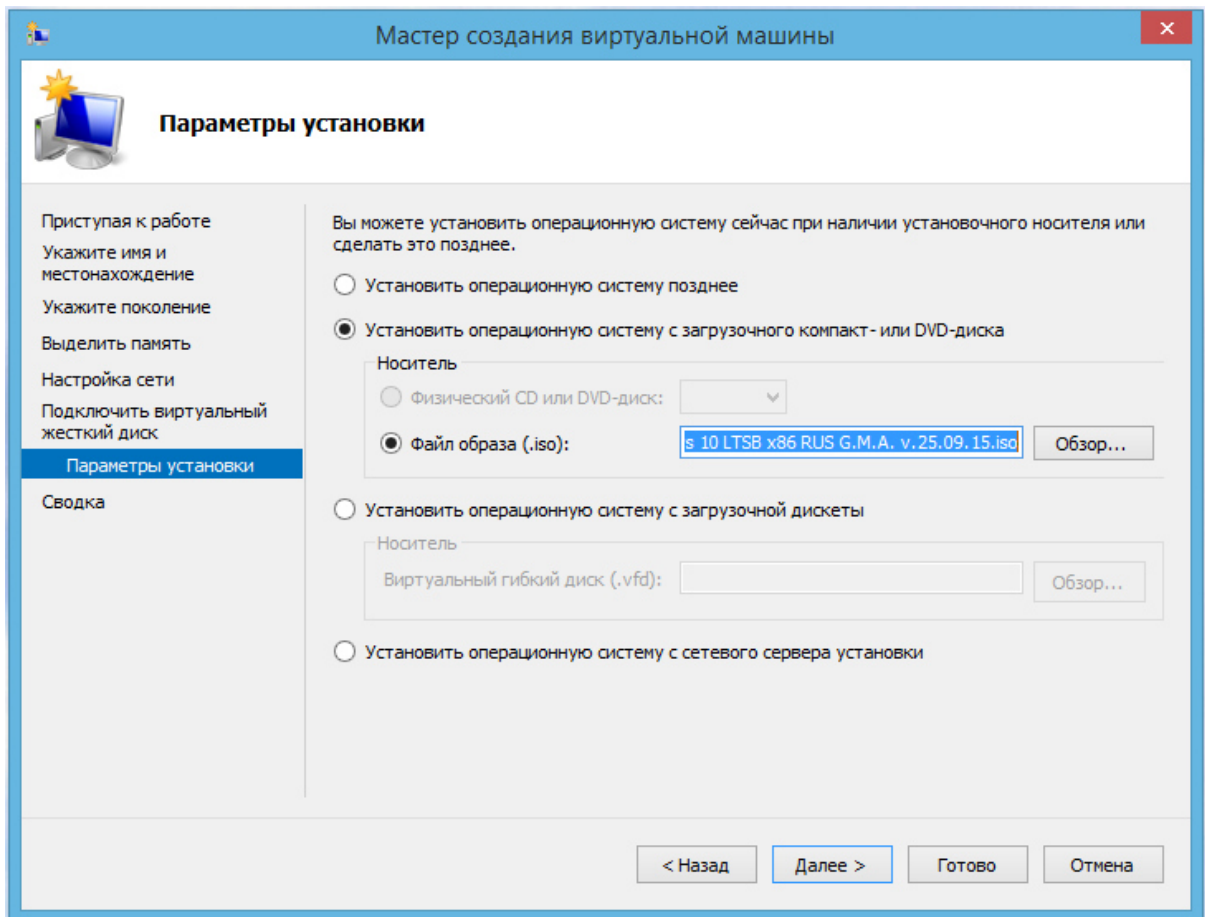 Мастер создания виртуальной машины
Параметры установки
Приступая к работе
Укажите имя и
местонахождение
Укажите поколение
Выделить память
Настройка сети
Подключить виртуальный
жесткий диск
Параметры установки
Сводка
Вы можете установить операционную систему сейчас при наличии установочного носителя или
сделать это позднее.
Установить операционную систему позднее
Установить операционную систему с загрузочного компакт- или DVD-диска
Носитель
Физический CD или DVD-диск:
Файл образа (.iso): s 10 LTSB x86 RUS G.M.A. v.25.09.15.iso Обзор...
Установить операционную систему с загрузочной дискеты
Носитель
Виртуальный гибкий диск (.vfd): Обзор...
Установить операционную систему с сетевого сервера установки
< Назад Далее > Готово Отмена